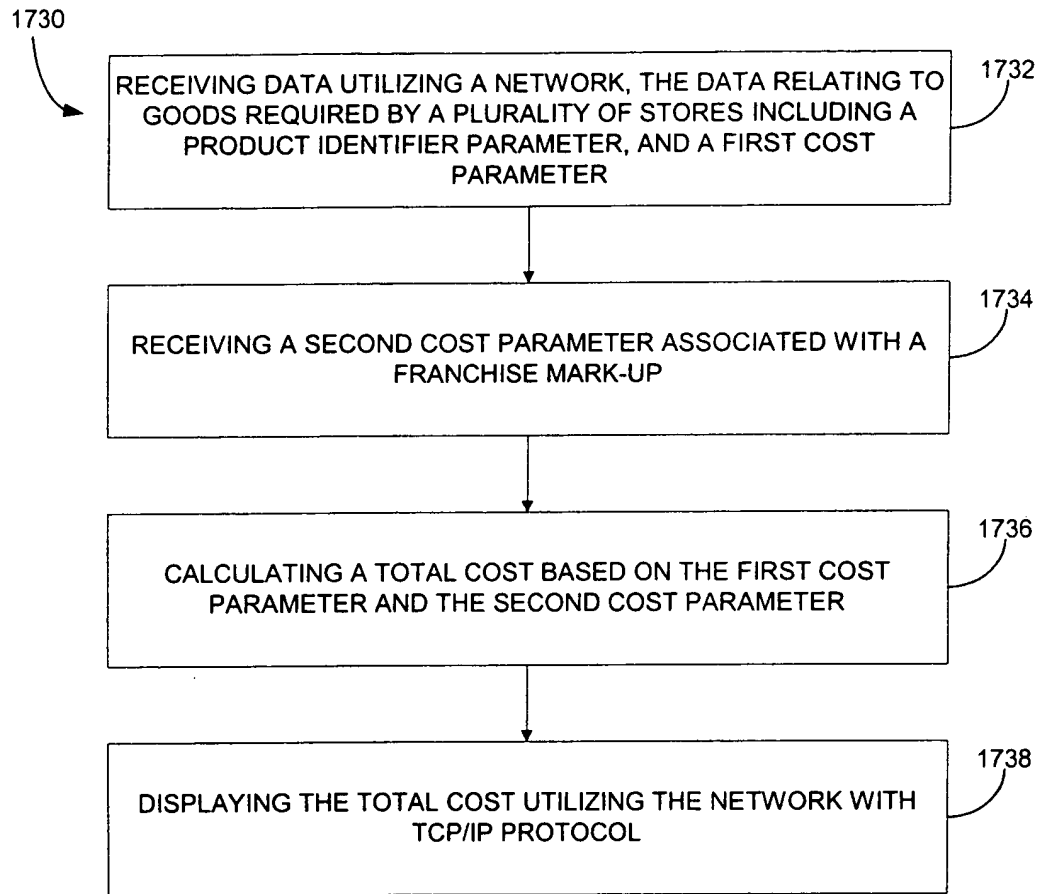 1730
RECEIVING DATA UTILIZING A NETWORK, THE DATA RELATING TO
GOODS REQUIRED BY A PLURALITY OF STORES INCLUDING A
PRODUCT IDENTIFIER PARAMETER, AND A FIRST COST
PARAMETER
1732
RECEIVING A SECOND COST PARAMETER ASSOCIATED WITH A
FRANCHISE MARK-UP
1734
CALCULATING A TOTAL COST BASED ON THE FIRST COST
PARAMETER AND THE SECOND COST PARAMETER
1736
DISPLAYING THE TOTAL COST UTILIZING THE NETWORK WITH
TCP/IP PROTOCOL
1738